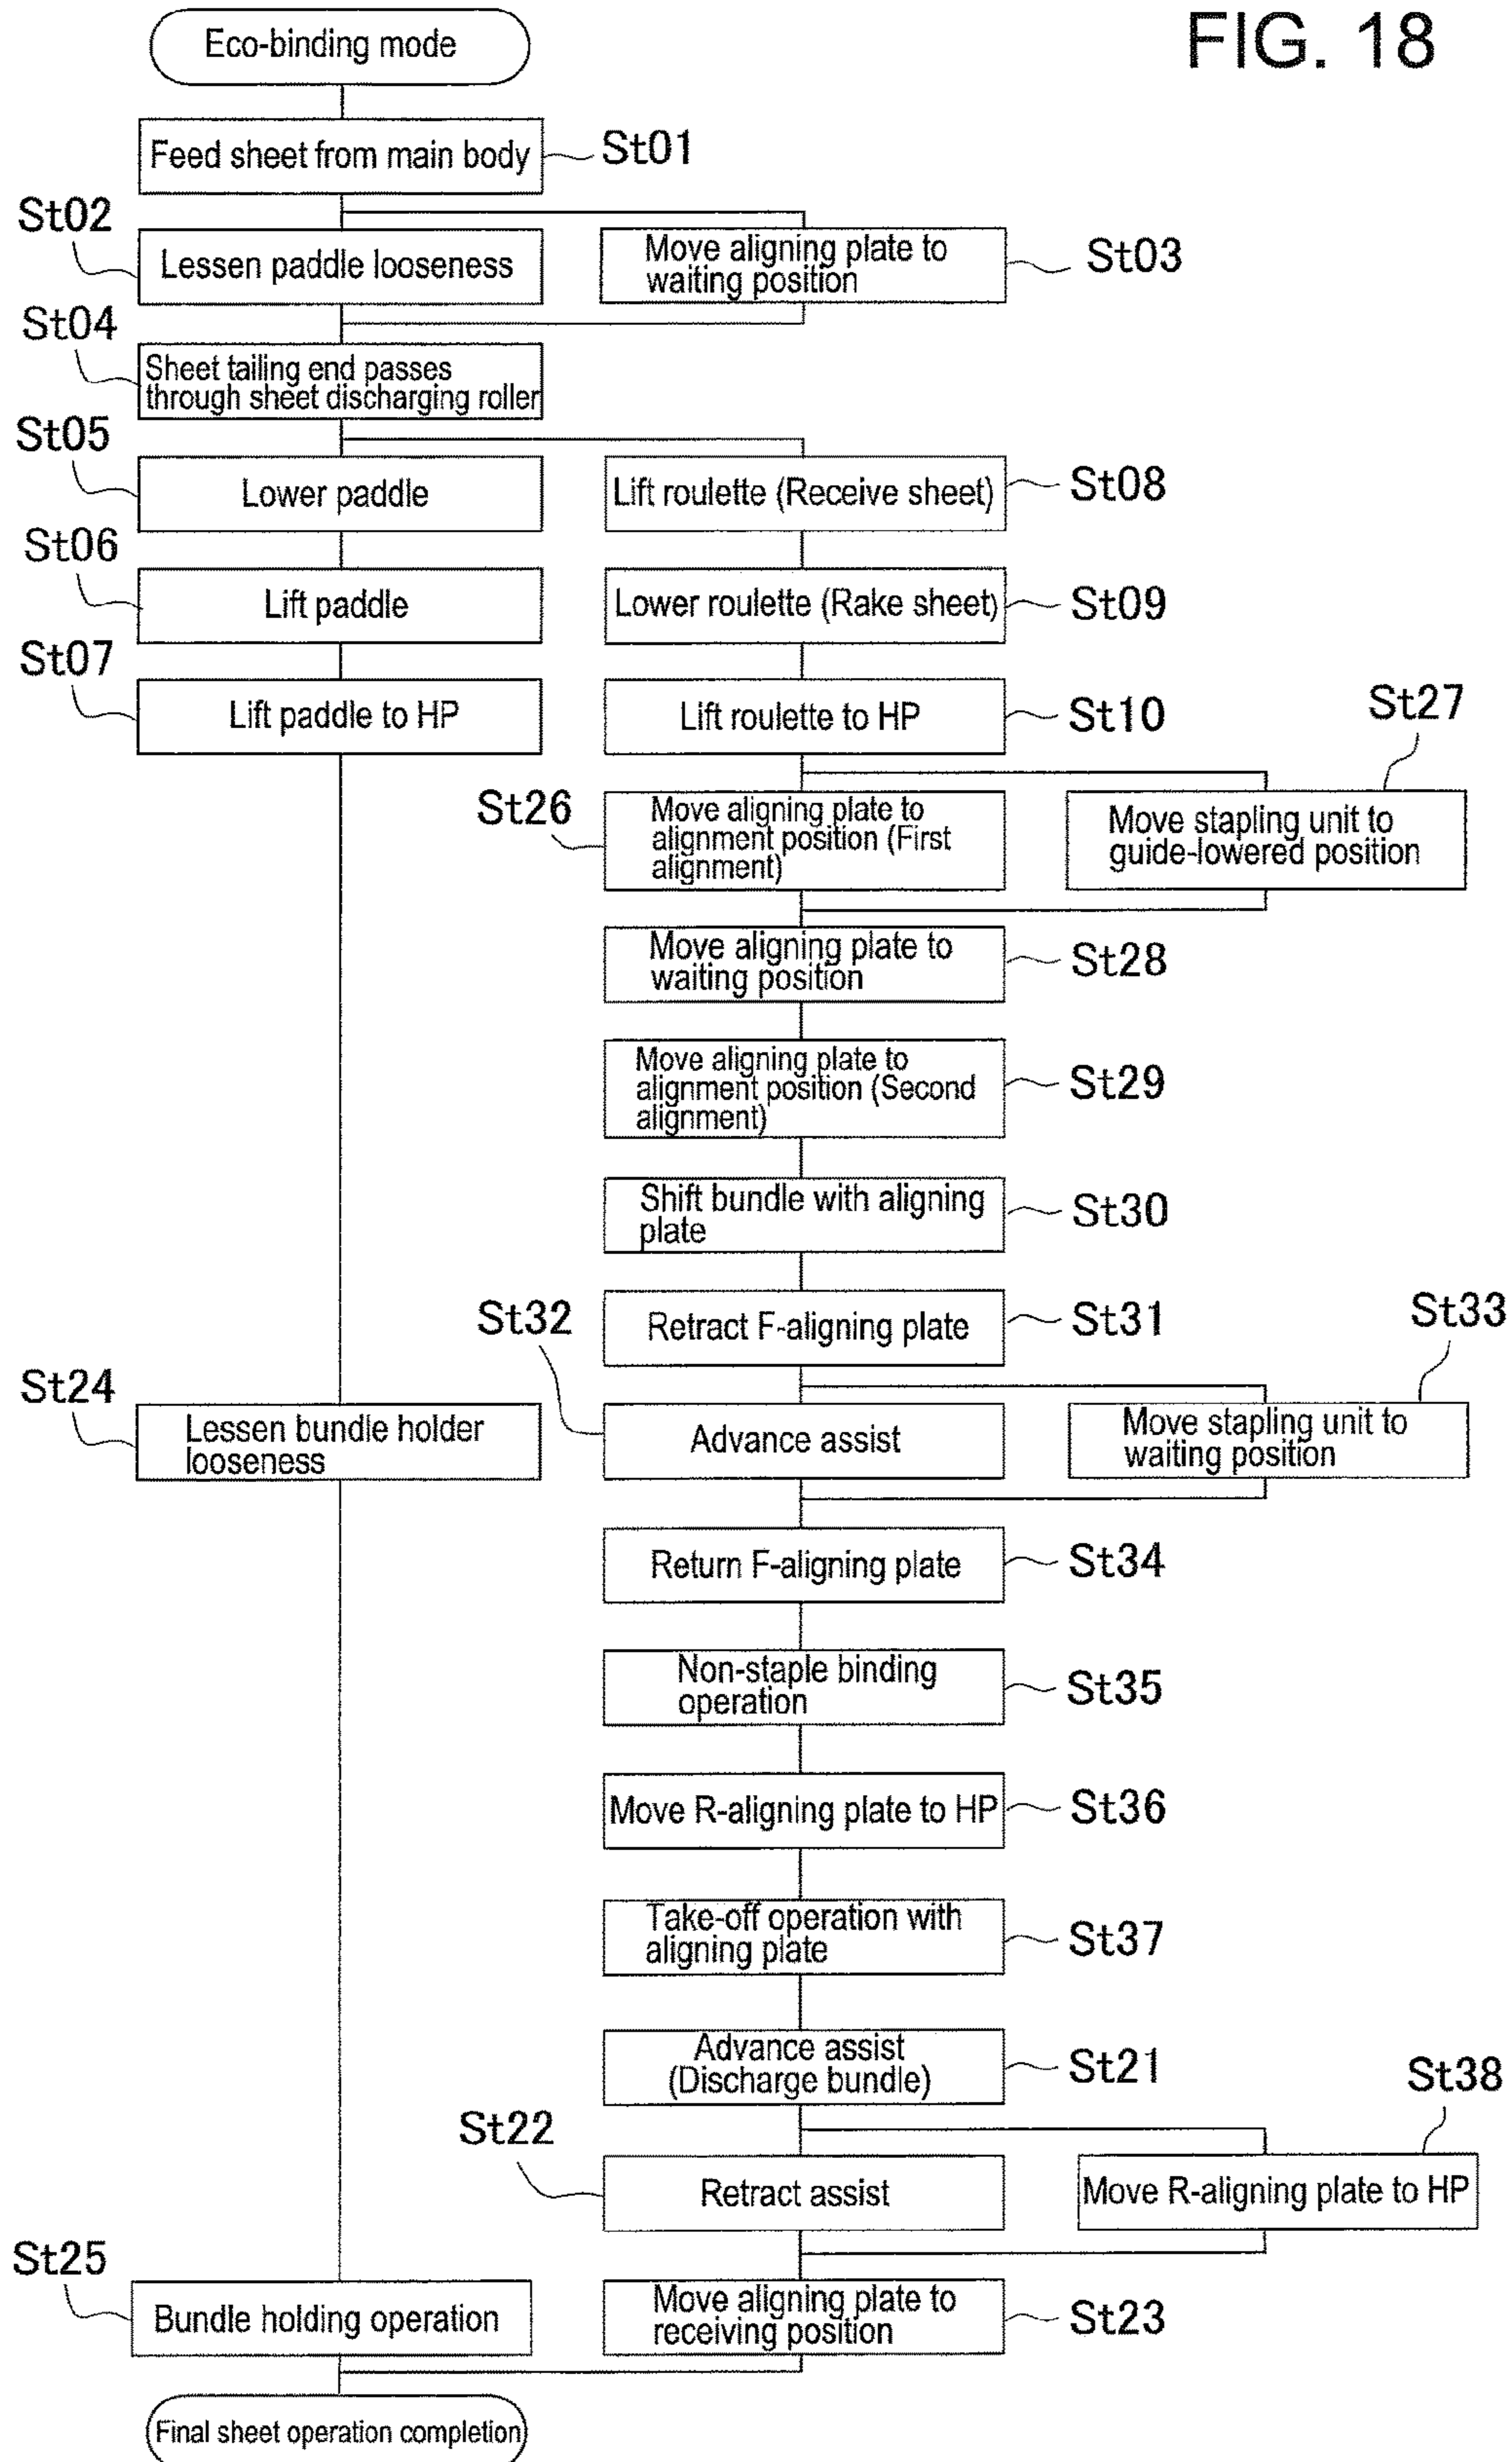 FIG. 18
Eco-binding mode
Feed sheet from main body
St01
St02
Lessen paddle looseness
Move aligning plate to
waiting position
St03
St04
Sheet tailing end passes
through sheet discharging roller
St05
Lower paddle
Lift roulette (Receive sheet)
St08
St06
Lift paddle
Lower roulette (Rake sheet)
St09
St07
Lift paddle to HP
Lift roulette to HP
St10
St27
St26
Move aligning plate to
alignment position (First
alignment)
Move stapling unit to
guide-lowered position
Move aligning plate to
waiting position
St28
Move aligning plate to
alignment position (Second
alignment)
St29
Shift bundle with aligning
plate
St30
Retract F-aligning plate
St31
St32
St33
St24
Lessen bundle holder
looseness
Advance assist
Move stapling unit to
waiting position
Return F-aligning plate
St34
Non-staple binding
operation
St35
Move R-aligning plate to HP
St36
Take-off operation with
aligning plate
St37
Advance assist
(Discharge bundle)
St21
St38
St22
Retract assist
Move R-aligning plate to HP
St25
Bundle holding operation
Move aligning plate to
receiving position
St23
Final sheet operation completion